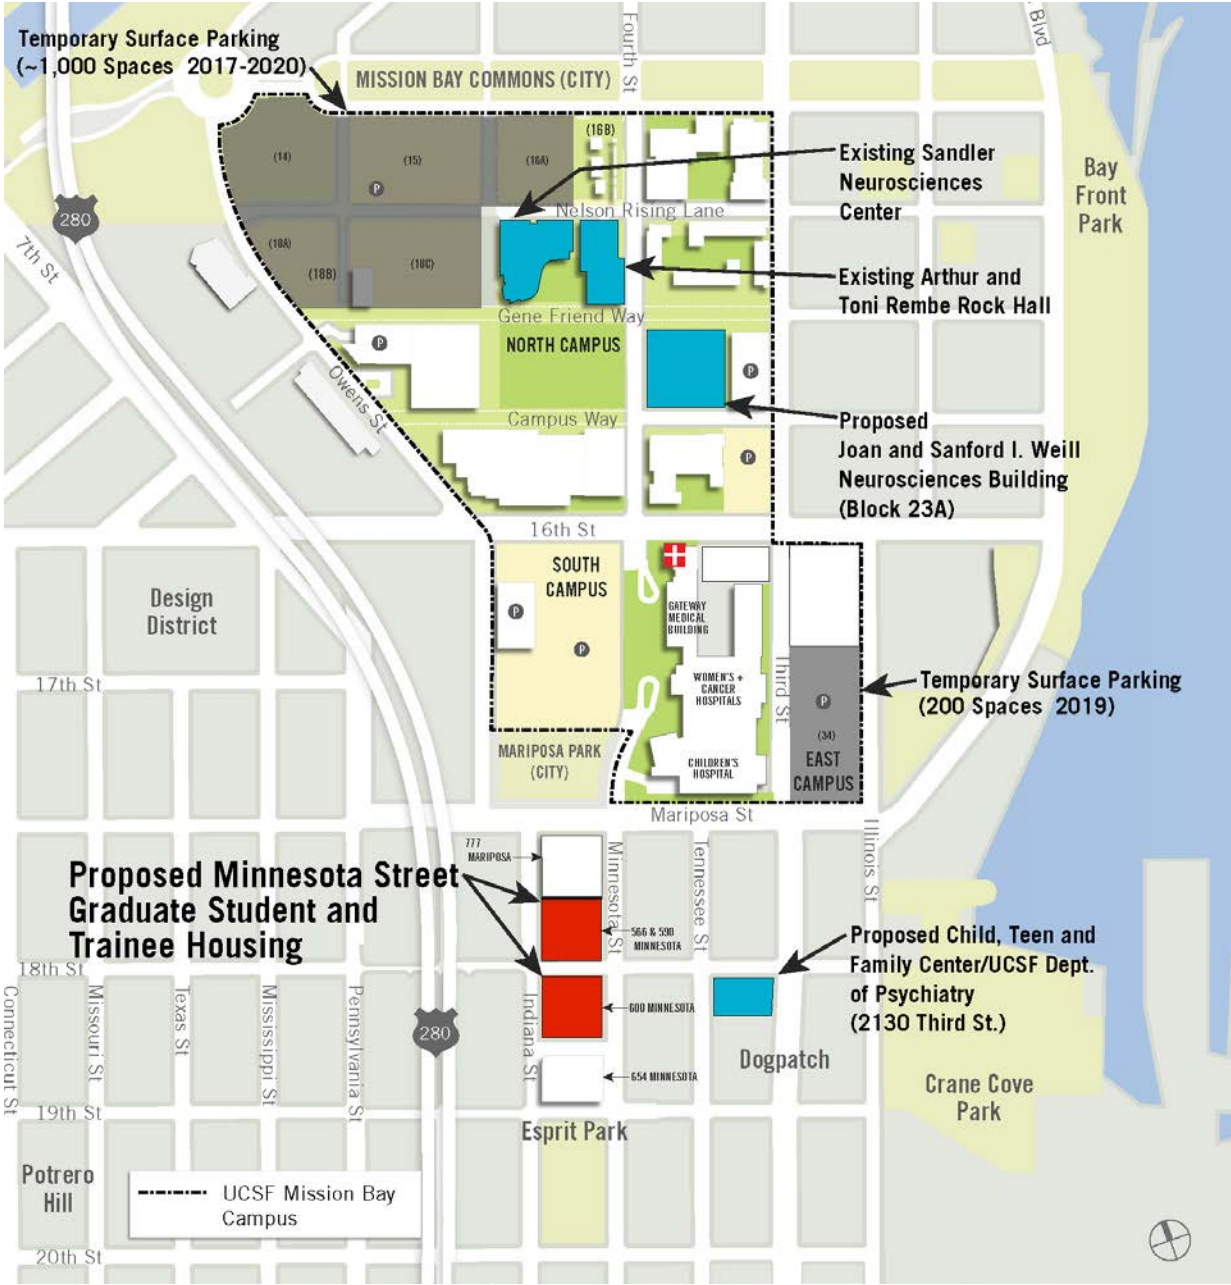 Temporary Surface Parking
(~1,000 Spaces 2017-2020)
MISSION BAY COMMONS (CITY)
Fourth St
Blvd
(14)
(15)
(16A)
(16B)
P
Existing Sandler
Neurosciences
Center
Bay
Front
Park
280
7th St
Nelson Rising Lane
(18A)
(18B)
(18C)
Existing Arthur and
Toni Rembe Rock Hall
Gene Friend Way
P
NORTH CAMPUS
Owens St
P
Campus Way
Proposed
Joan and Sanford I. Weill
Neurosciences Building
(Block 23A)
P
16th St
SOUTH
CAMPUS
Design
District
P
P
GATEWAY
MEDICAL
BUILDING
17th St
WOMEN'S +
CANCER
HOSPITALS
Third St
P
(34)
EAST
CAMPUS
Temporary Surface Parking
(200 Spaces 2019)
MARIPOSA PARK
(CITY)
CHILDREN'S
HOSPITAL
Mariposa St
Illinois St
777
MARIPOSA
Minnesota St
Tennessee St
Proposed Minnesota Street
Graduate Student and
Trainee Housing
566 & 590
MINNESOTA
Proposed Child, Teen and
Family Center/UCSF Dept.
of Psychiatry
(2130 Third St.)
18th St
Connecticut St
Missouri St
Texas St
Mississippi St
Pennsylvania St
280
Indiana St
600 MINNESOTA
Dogpatch
654 MINNESOTA
Crane Cove
Park
19th St
Esprit Park
Potrero
Hill
UCSF Mission Bay
Campus
20th St